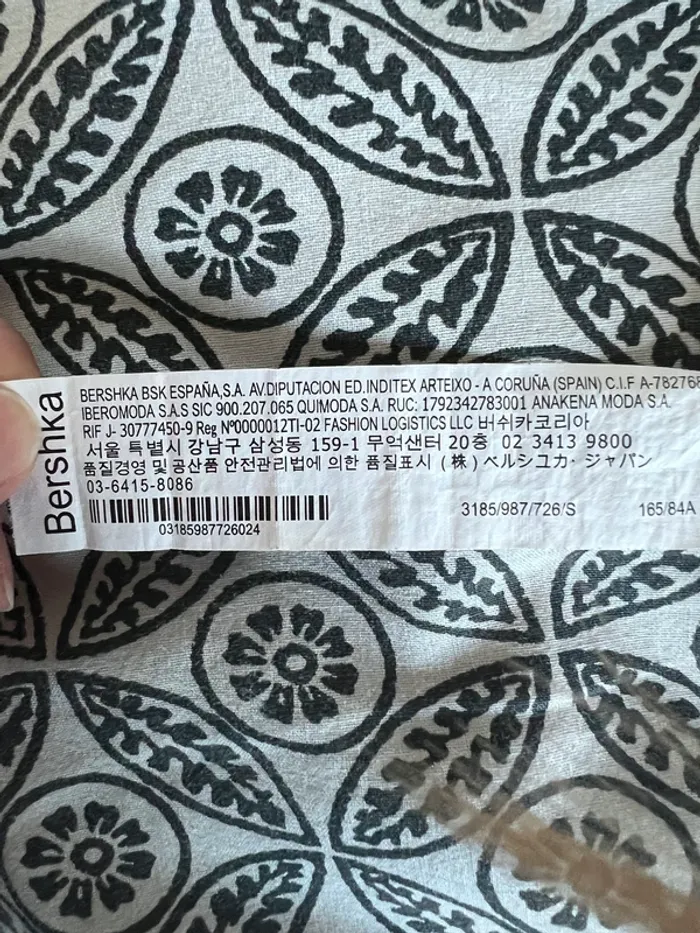 Bershka
BERSHKA BSK ESPAÑA,S.A. AV.DIPUTACION ED.INDITEX ARTEIXO - A CORUÑA (SPAIN) C.I.F A-782768
IBEROMODA S.A.S SIC 900.207.065 QUIMODA S.A. RUC: 1792342783001 ANAKENA MODA S.A.
RIF J- 30777450-9 Reg Nº0000012TI-02 FASHION LOGISTICS LLC 버쉬카코리아
서울 특별시 강남구 삼성동 159-1 무역샌터 20층 02 3413 9800
품질경영 및 공산품 안전관리법에 의한 품질표시 (株) ベルシユカ・ジャパン
03-6415-8086
03185987726024
3185/987/726/S
165/84A